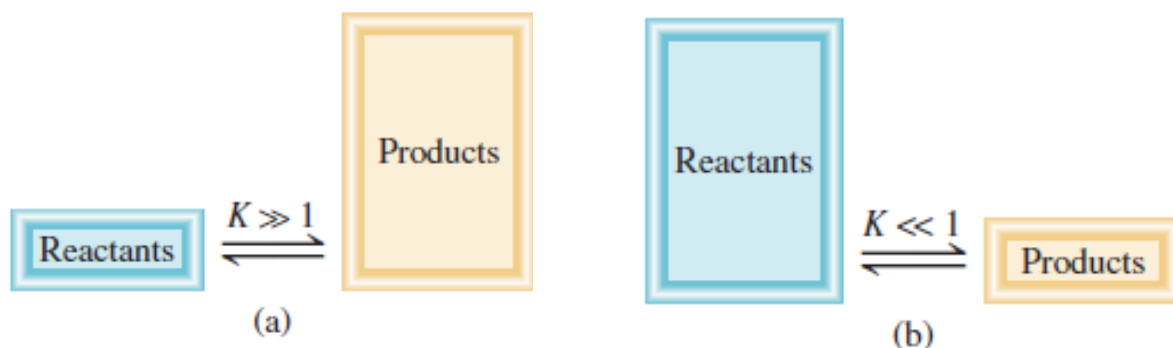 Reactants
K ≫ 1
Products
(a)
Reactants
K ≪ 1
Products
(b)